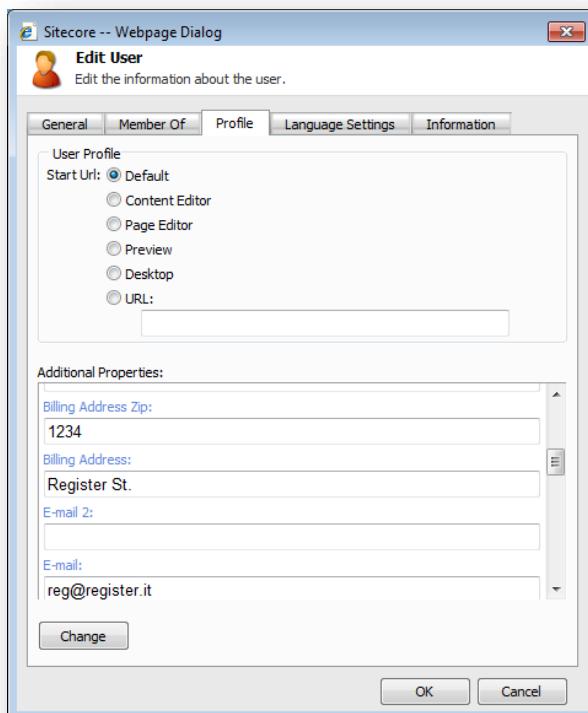 Sitecore -- Webpage Dialog
Edit User
Edit the information about the user.
General Member Of Profile Language Settings Information
User Profile
Start Url: Default
Content Editor
Page Editor
Preview
Desktop
URL:
Additional Properties:
Billing Address Zip:
1234
Billing Address:
Register St.
E-mail 2:
E-mail:
reg@register.it
Change
OK Cancel